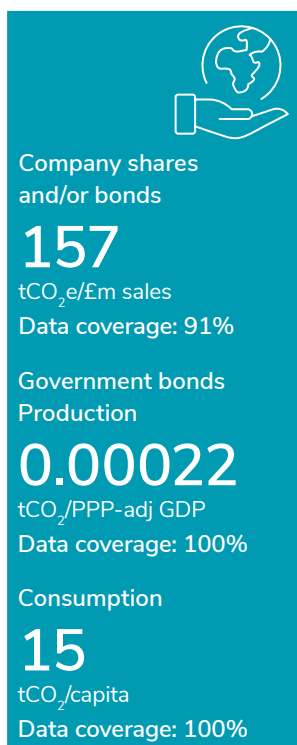 Company shares
and/or bonds
157
tCO₂e/£m sales
Data coverage: 91%
Government bonds
Production
0.00022
tCO₂/PPP-adj GDP
Data coverage: 100%
Consumption
15
tCO₂/capita
Data coverage: 100%